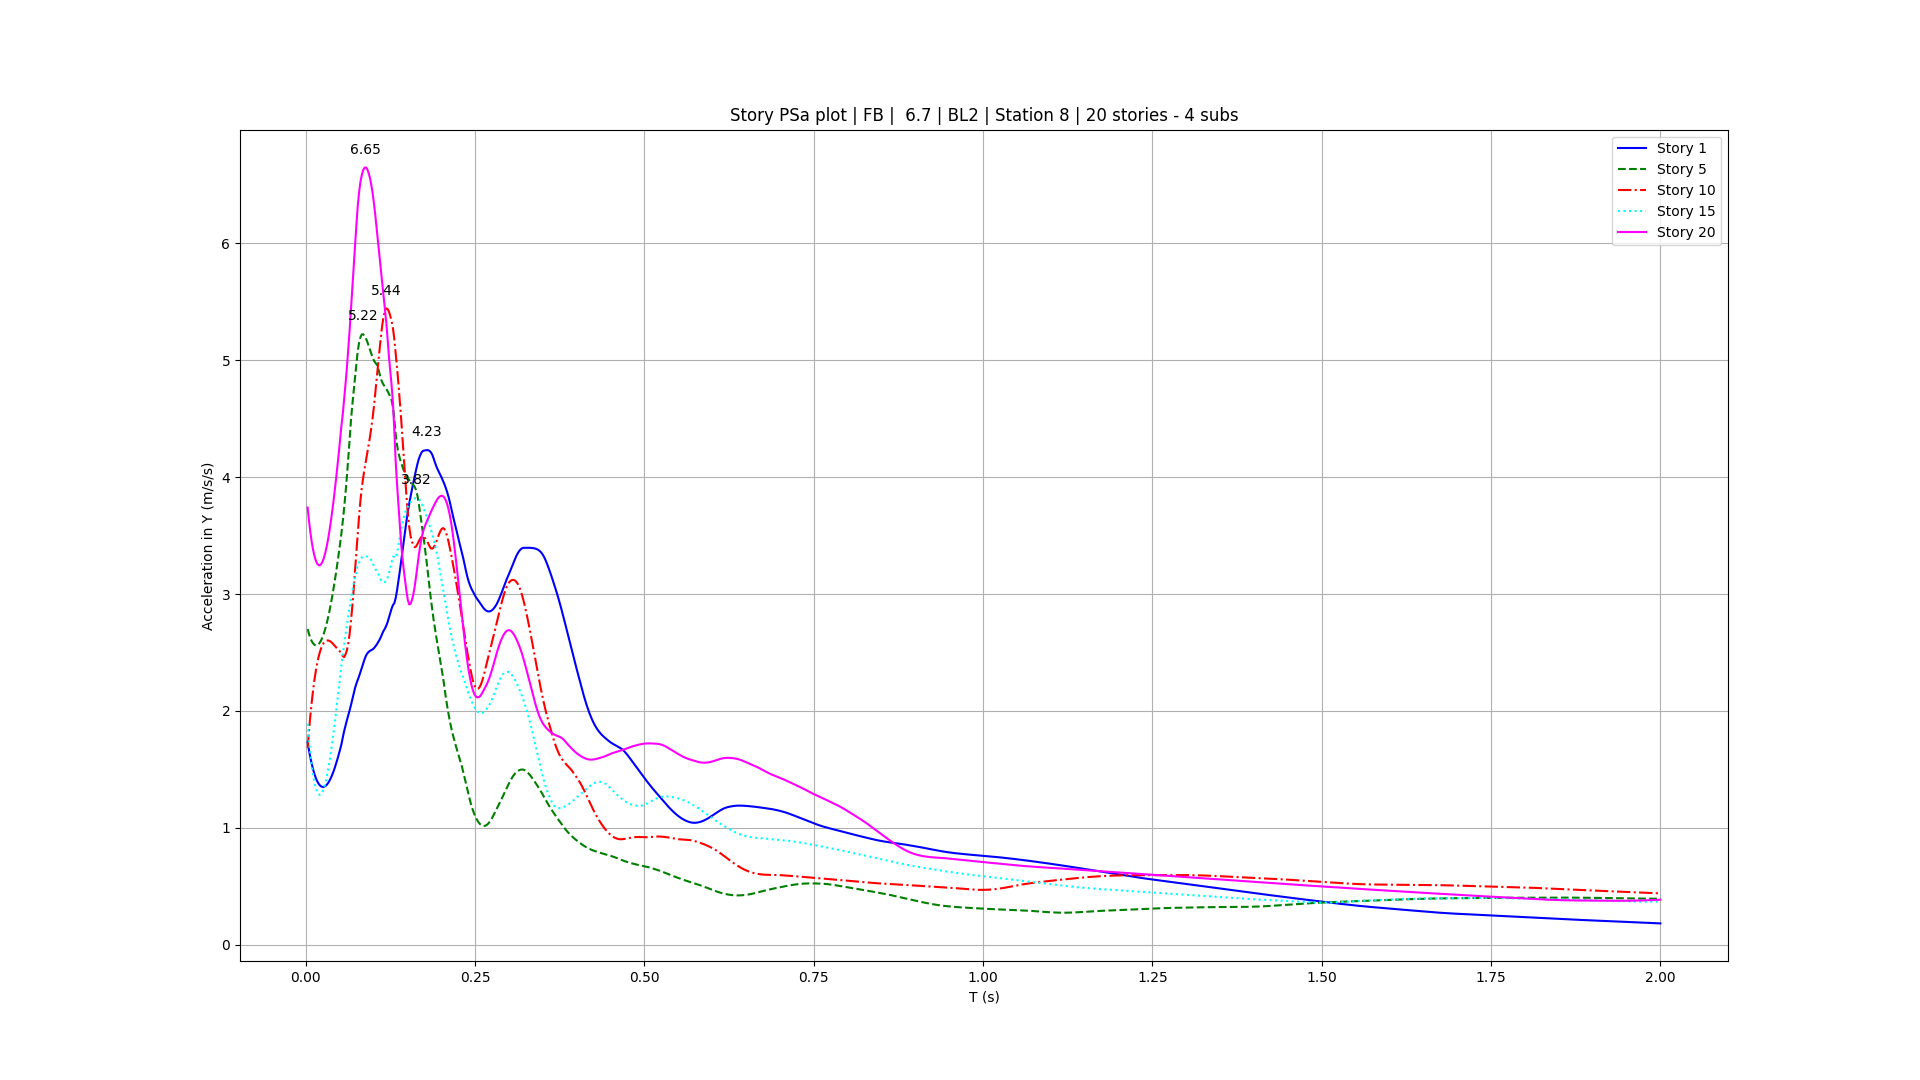 Story PSa plot | FB |  6.7 | BL2 | Station 8 | 20 stories - 4 subs
6.65
5.44
5.22
4.23
3.82
Story 1
Story 5
Story 10
Story 15
Story 20
Acceleration in Y (m/s/s)
6
5
4
3
2
1
0
0.00 0.25 0.50 0.75 1.00 1.25 1.50 1.75 2.00
T (s)